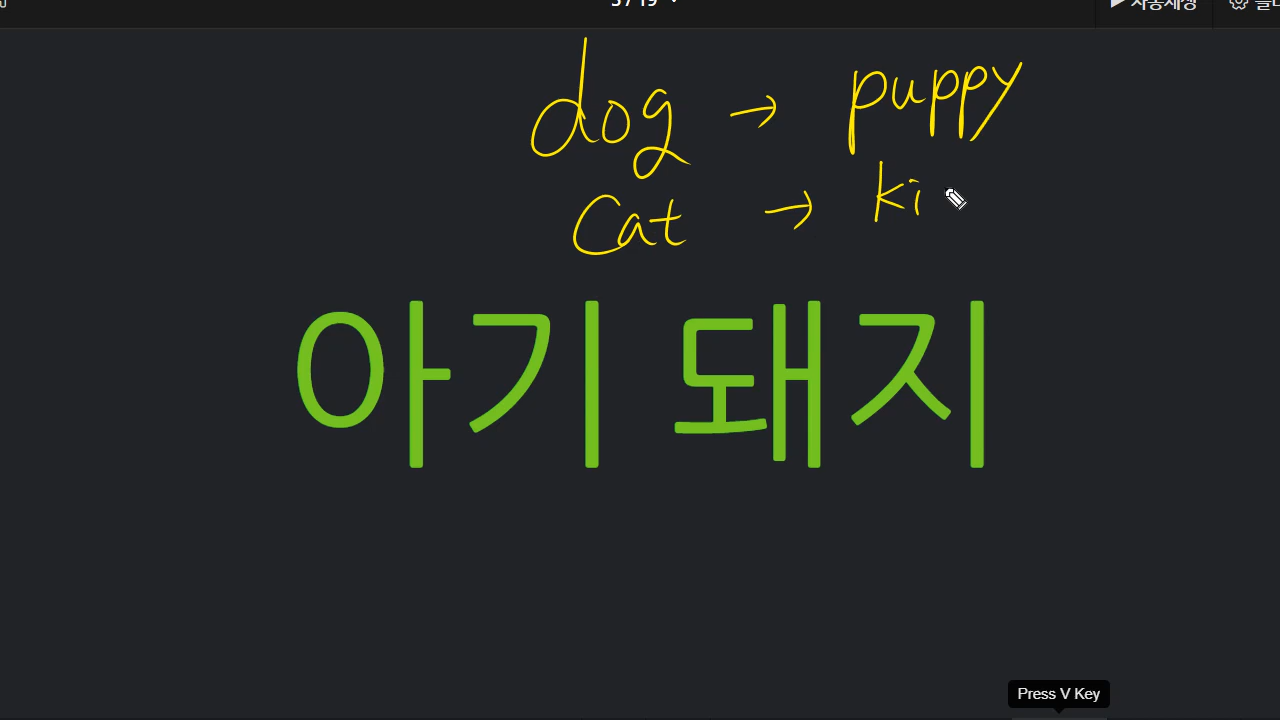 dog → puppy
cat → ki
아기 돼지
Press V Key